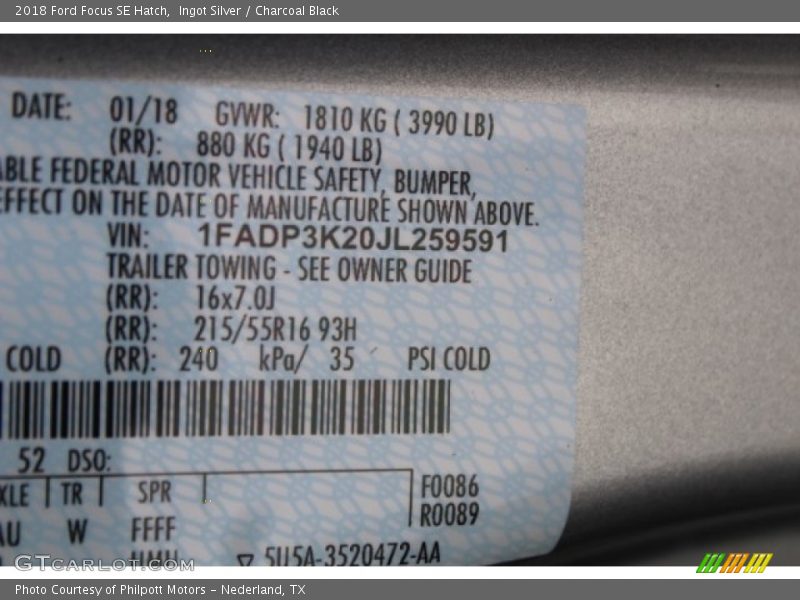 2018 Ford Focus SE Hatch,  Ingot Silver / Charcoal Black
DATE: 01/18 GVWR: 1810 KG ( 3990 LB)
(RR): 880 KG ( 1940 LB)
ABLE FEDERAL MOTOR VEHICLE SAFETY, BUMPER,
EFFECT ON THE DATE OF MANUFACTURE SHOWN ABOVE.
VIN: 1FADP3K20JL259591
TRAILER TOWING - SEE OWNER GUIDE
(RR): 16x7.0J
(RR): 215/55R16 93H
COLD (RR): 240 kPa/ 35 PSI COLD
52 DSO:
XLE TR SPR F0086
R0089
AU W FFFF
5U5A-3520472-AA
GTCARLOT.COM
Photo Courtesy of Philpott Motors – Nederland, TX